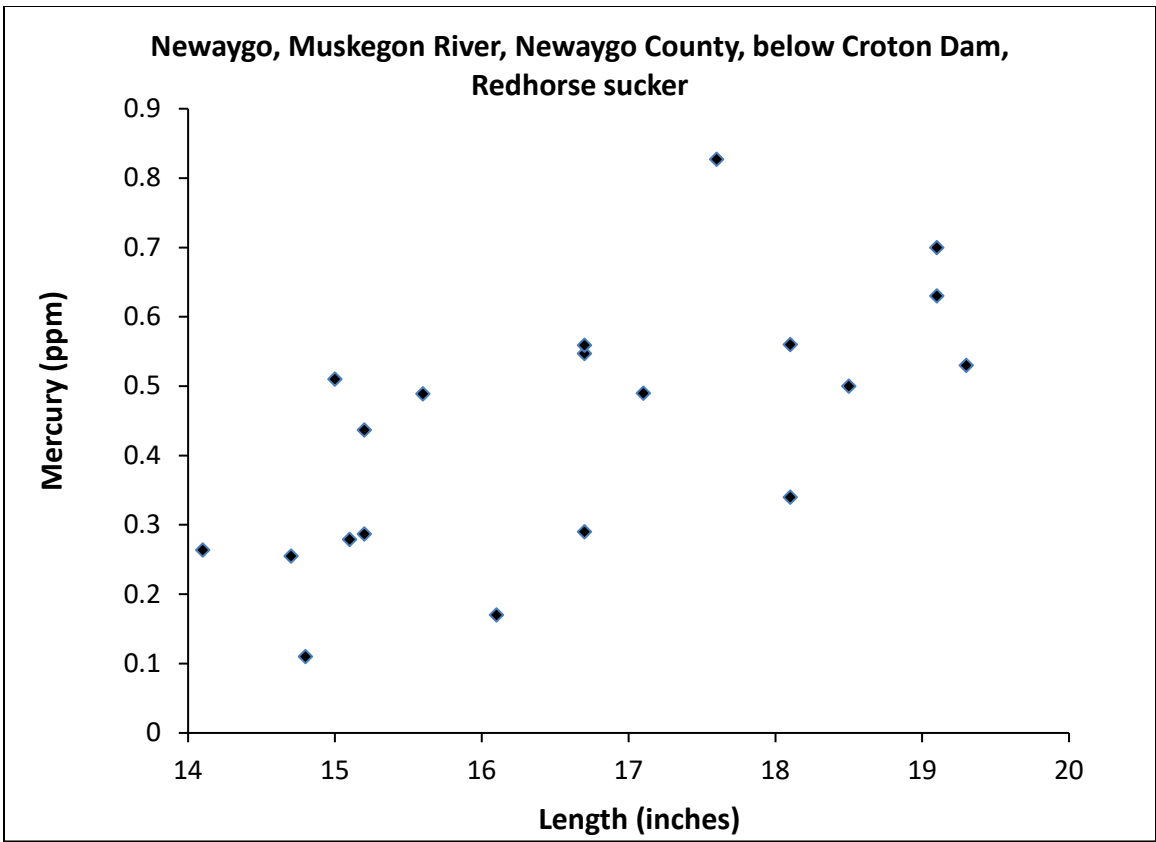 Newaygo, Muskegon River, Newaygo County, below Croton Dam,
Redhorse sucker
0.9
0.8
0.7
0.6
0.5
0.4
0.3
0.2
0.1
0
Mercury (ppm)
14 15 16 17 18 19 20
Length (inches)